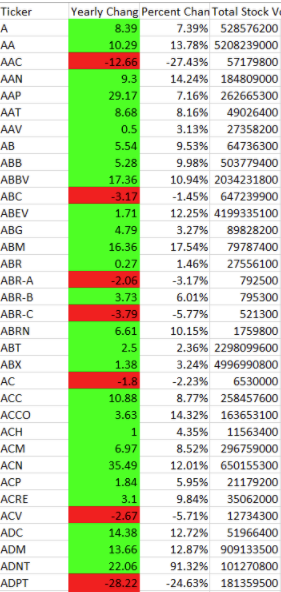 Ticker Yearly Chang Percent Chan Total Stock Vo
A 8.39 7.39% 528576200
AA 10.29 13.78% 5208239000
AAC -12.66 -27.43% 57179800
AAN 9.3 14.24% 184809000
AAP 29.17 7.16% 262665300
AAT 8.68 8.16% 49026400
AAV 0.5 3.13% 27358200
AB 5.54 9.53% 64736300
ABB 5.28 9.98% 503779400
ABBV 17.36 10.94% 2034231800
ABC -3.17 -1.45% 647239900
ABEV 1.71 12.25% 4199335100
ABG 4.79 3.27% 89828200
ABM 16.36 17.54% 79787400
ABR 0.27 1.46% 27556100
ABR-A -2.06 -3.17% 792500
ABR-B 3.73 6.01% 795300
ABR-C -3.79 -5.77% 521300
ABRN 6.61 10.15% 1759800
ABT 2.5 2.36% 2298099600
ABX 1.38 3.24% 4996990800
AC -1.8 -2.23% 6530000
ACC 10.88 8.77% 258457600
ACCO 3.63 14.32% 163653100
ACH 1 4.35% 11563400
ACM 6.97 8.52% 296759000
ACN 35.49 12.01% 650155300
ACP 1.84 5.95% 21179200
ACRE 3.1 9.84% 35062000
ACV -2.67 -5.71% 12734300
ADC 14.38 12.72% 51966400
ADM 13.66 12.87% 909133500
ADNT 22.06 91.32% 101270800
ADPT -28.22 -24.63% 181359500